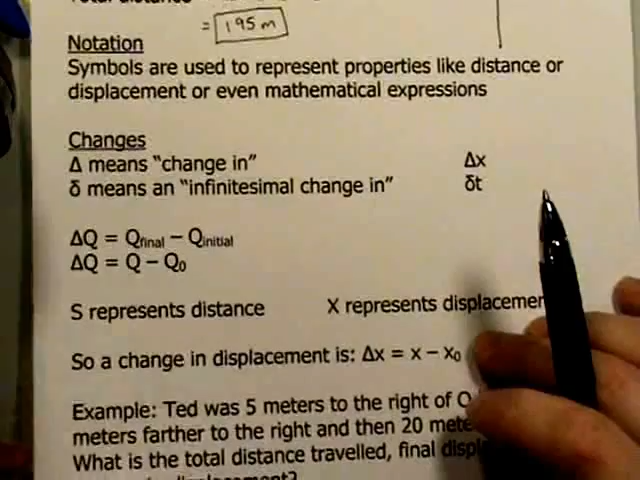 Total distance
= 195 m
Notation
Symbols are used to represent properties like distance or
displacement or even mathematical expressions
Changes
Δ means "change in" Δx
δ means an "infinitesimal change in" δt
ΔQ = Qfinal – Qinitial
ΔQ = Q – Q₀
S represents distance X represents displacemen
So a change in displacement is: Δx = x – x₀
Example: Ted was 5 meters to the right of O
meters farther to the right and then 20 mete
What is the total distance travelled, final displ